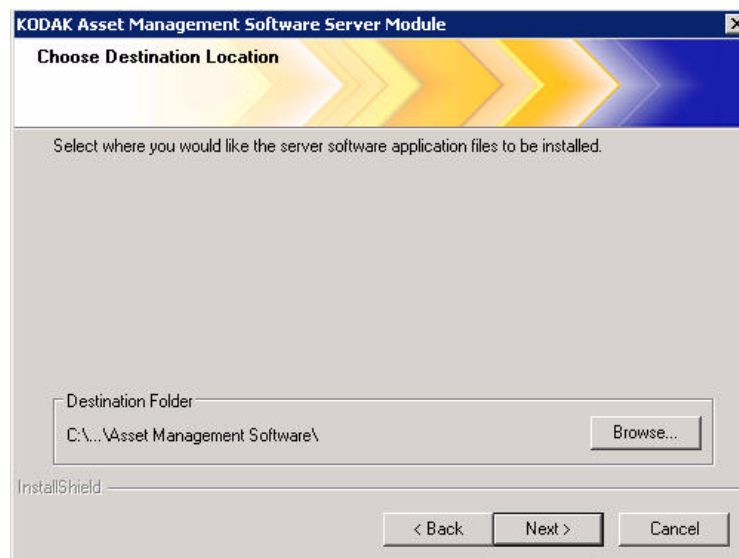 KODAK Asset Management Software Server Module
Choose Destination Location
Select where you would like the server software application files to be installed.
Destination Folder
C:\...\Asset Management Software\
Browse...
InstallShield
< Back
Next >
Cancel